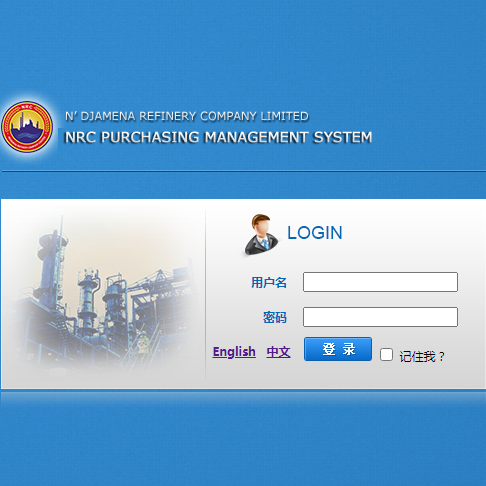 NRC
N' DJAMENA REFINERY COMPANY LIMITED
NRC PURCHASING MANAGEMENT SYSTEM
LOGIN
用户名
密码
English 中文 登 录 记住我？